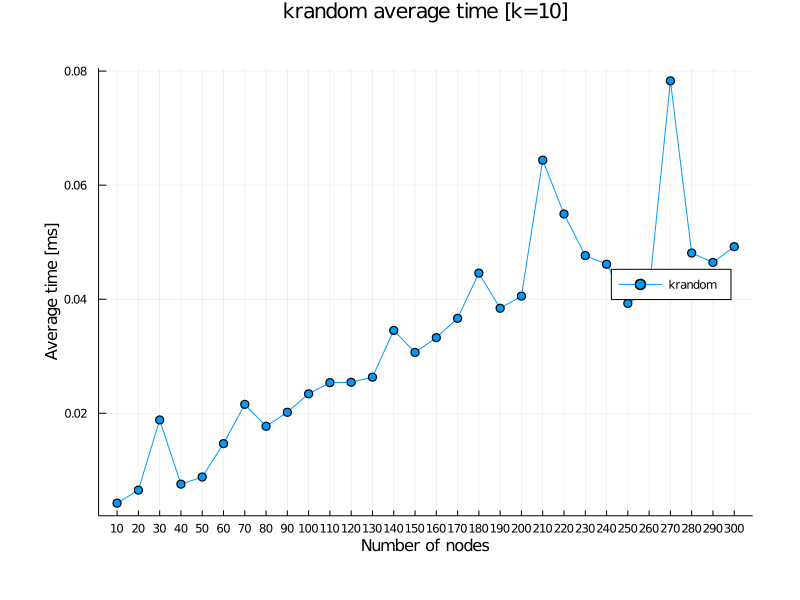 krandom average time [k=10]
0.08
0.06
0.04
0.02
Average time [ms]
krandom
10 20 30 40 50 60 70 80 90 100 110 120 130 140 150 160 170 180 190 200 210 220 230 240 250 260 270 280 290 300
Number of nodes